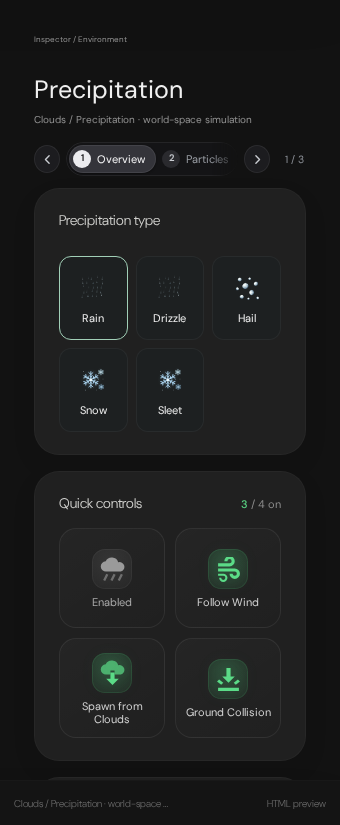 Inspector / Environment
Precipitation
Clouds / Precipitation · world-space simulation
1 Overview 2 Particles 1 / 3
Precipitation type
Rain Drizzle Hail
Snow Sleet
Quick controls 3 / 4 on
Enabled Follow Wind
Spawn from
Clouds
Ground Collision
Clouds / Precipitation · world-space ... HTML preview